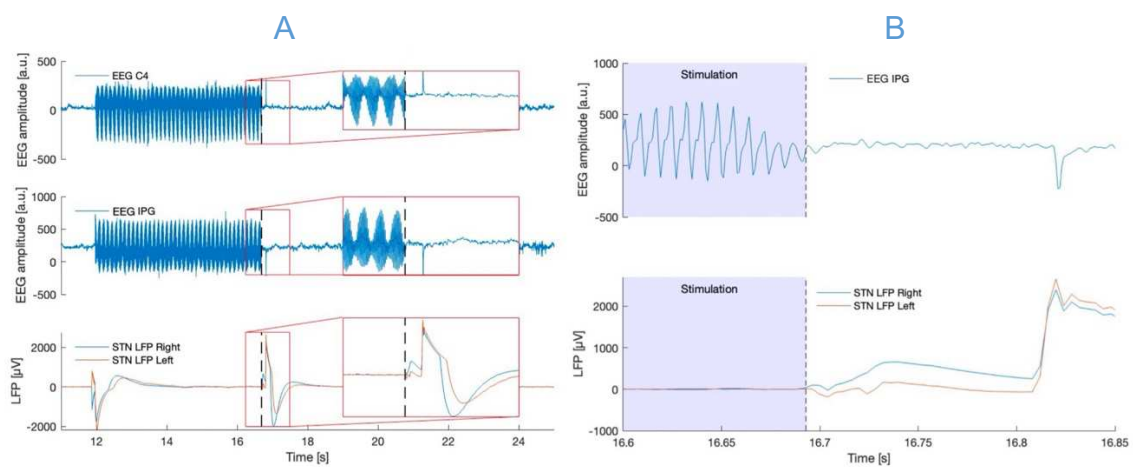 A
B
500
0
-500
EEG amplitude [a.u.]
EEG C4
1000
500
0
-500
EEG amplitude [a.u.]
EEG IPG
2000
0
-2000
LFP [µV]
STN LFP Right
STN LFP Left
12 14 16 18 20 22 24
Time [s]
1000
500
0
-500
EEG amplitude [a.u.]
Stimulation
EEG IPG
2000
1000
0
-1000
LFP [µV]
Stimulation
STN LFP Right
STN LFP Left
16.6 16.65 16.7 16.75 16.8 16.85
Time [s]